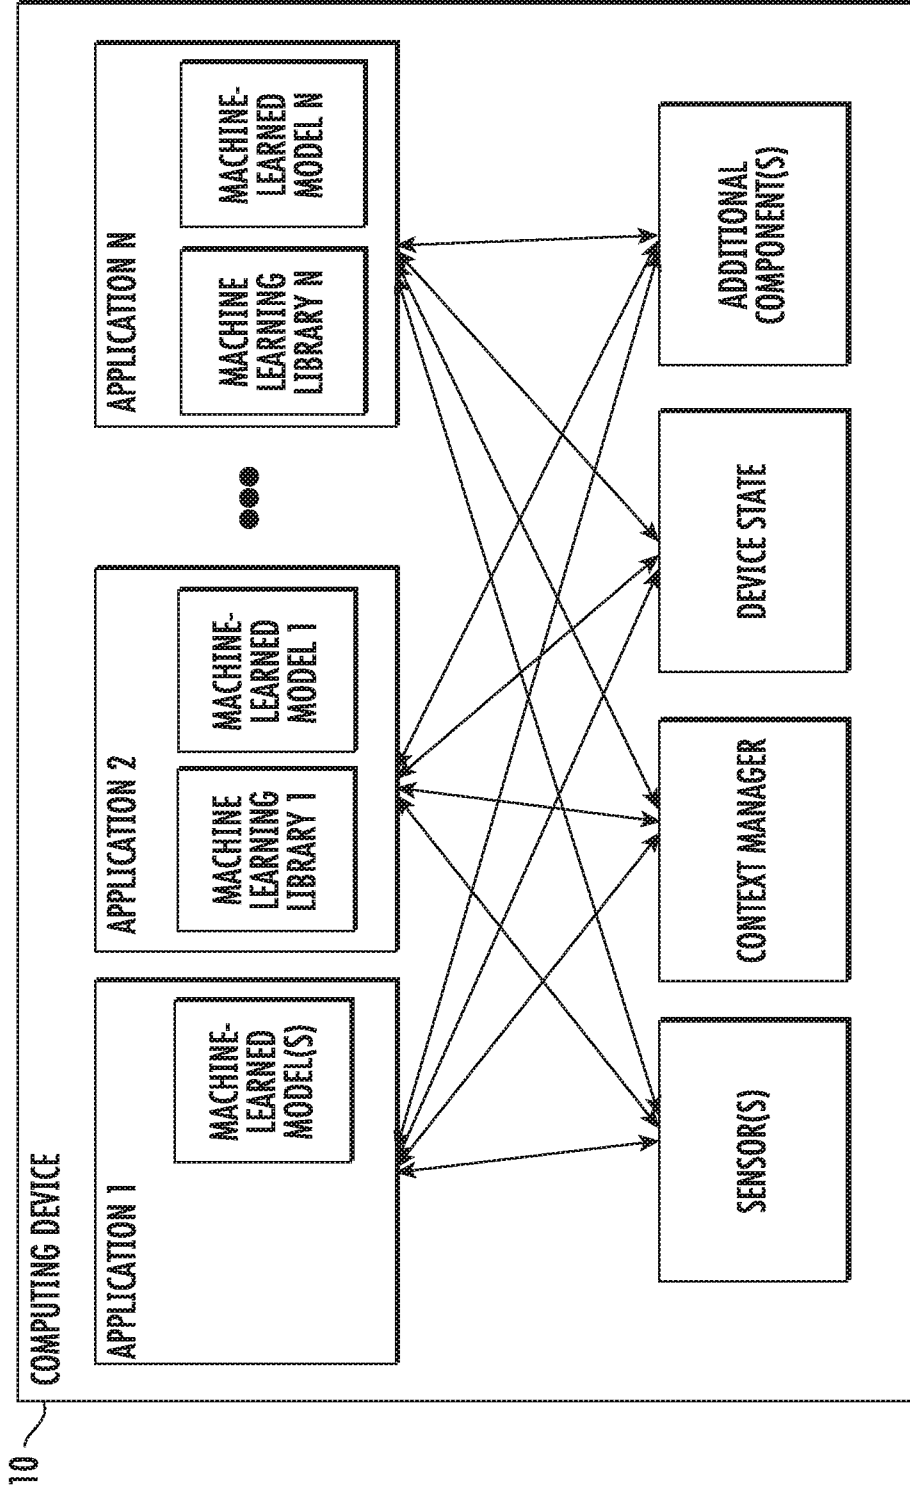 10
COMPUTING DEVICE
APPLICATION 1
MACHINE-
LEARNED
MODEL(S)
APPLICATION 2
MACHINE
LEARNING
LIBRARY 1
MACHINE-
LEARNED
MODEL 1
APPLICATION N
MACHINE
LEARNING
LIBRARY N
MACHINE-
LEARNED
MODEL N
SENSOR(S)
CONTEXT MANAGER
DEVICE STATE
ADDITIONAL
COMPONENT(S)